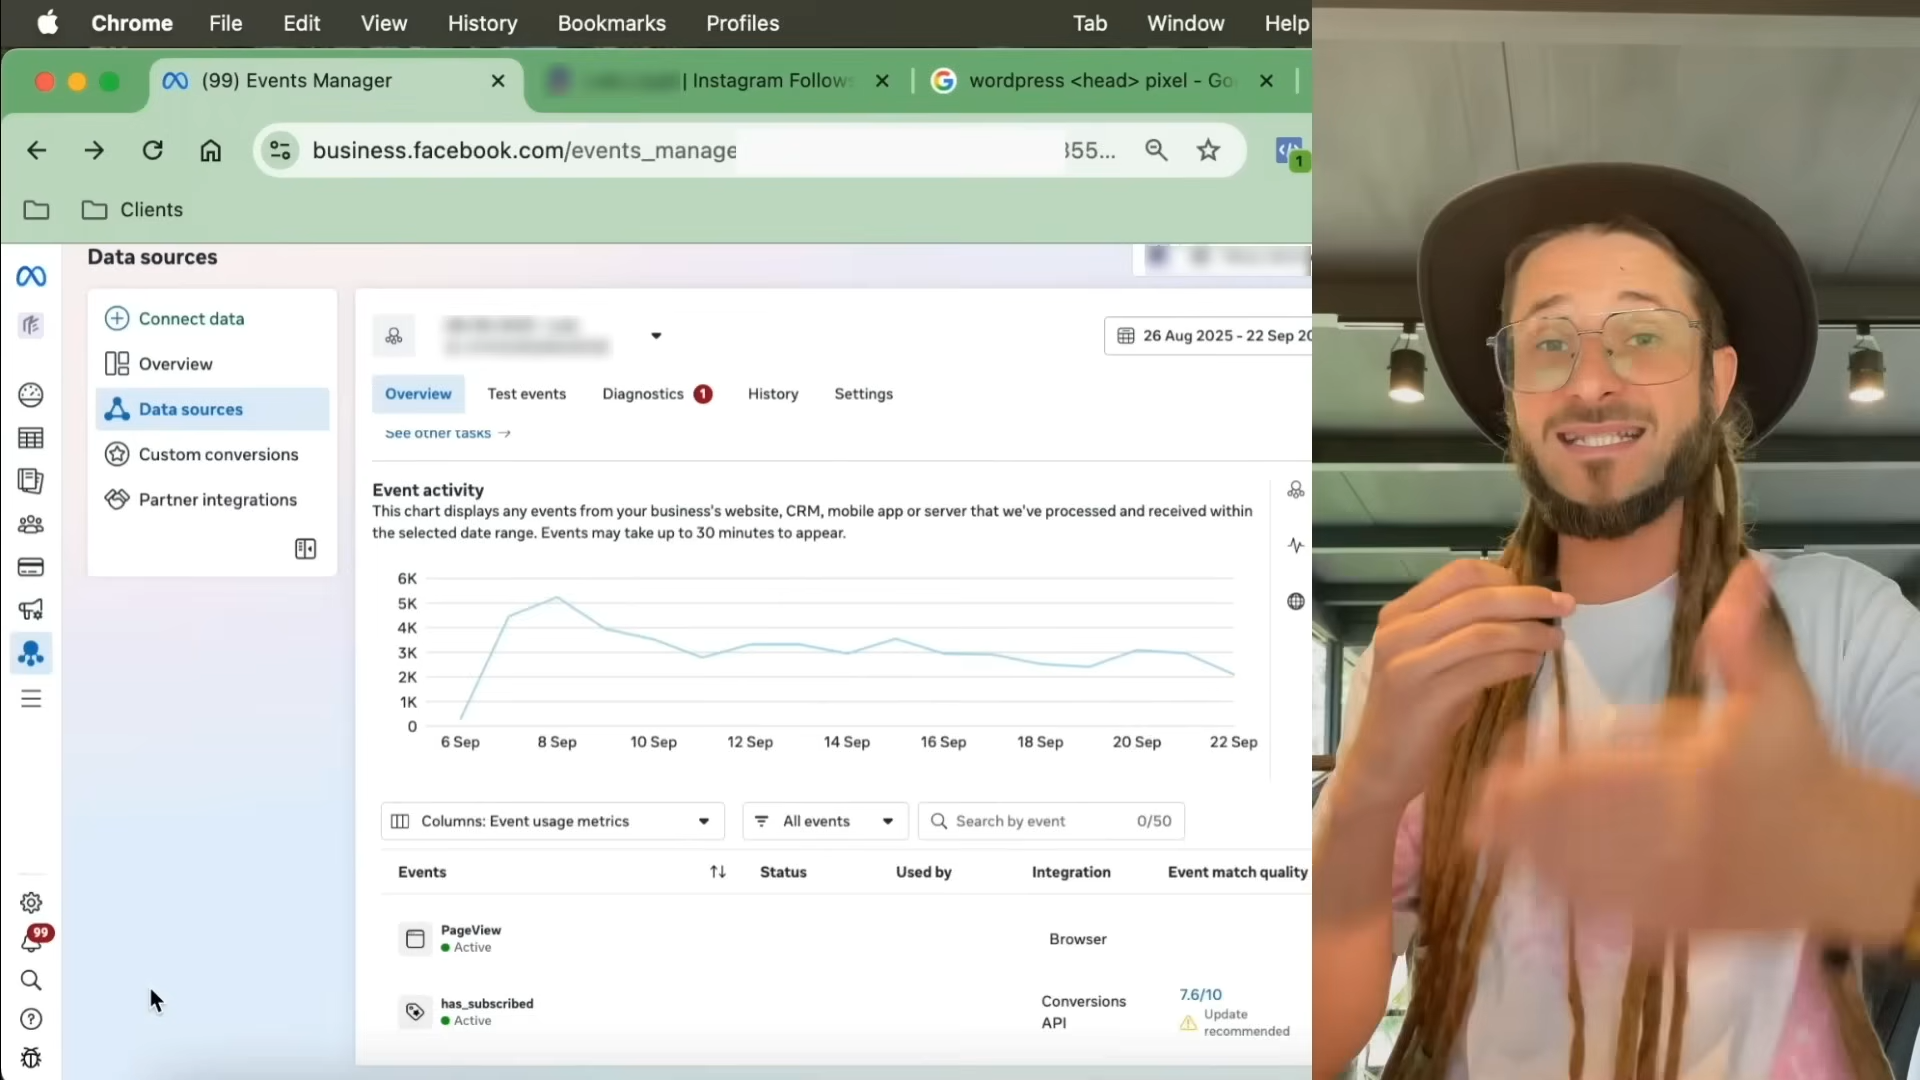 Chrome File Edit View History Bookmarks Profiles Tab Window Help
(99) Events Manager
| Instagram Follow
wordpress <head> pixel - Go
business.facebook.com/events_manage
355...
1
Clients
Data sources
Connect data
Overview
Data sources
Custom conversions
Partner integrations
26 Aug 2025 - 22 Sep 20
Overview
Test events
Diagnostics 1
History
Settings
See other tasks →
Event activity
This chart displays any events from your business's website, CRM, mobile app or server that we've processed and received within
the selected date range. Events may take up to 30 minutes to appear.
6K
5K
4K
3K
2K
1K
0
6 Sep 8 Sep 10 Sep 12 Sep 14 Sep 16 Sep 18 Sep 20 Sep 22 Sep
Columns: Event usage metrics
All events
Search by event 0/50
Events Status Used by Integration Event match quality
PageView
Active
Browser
has_subscribed
Active
Conversions
API
7.6/10
Update
recommended
99